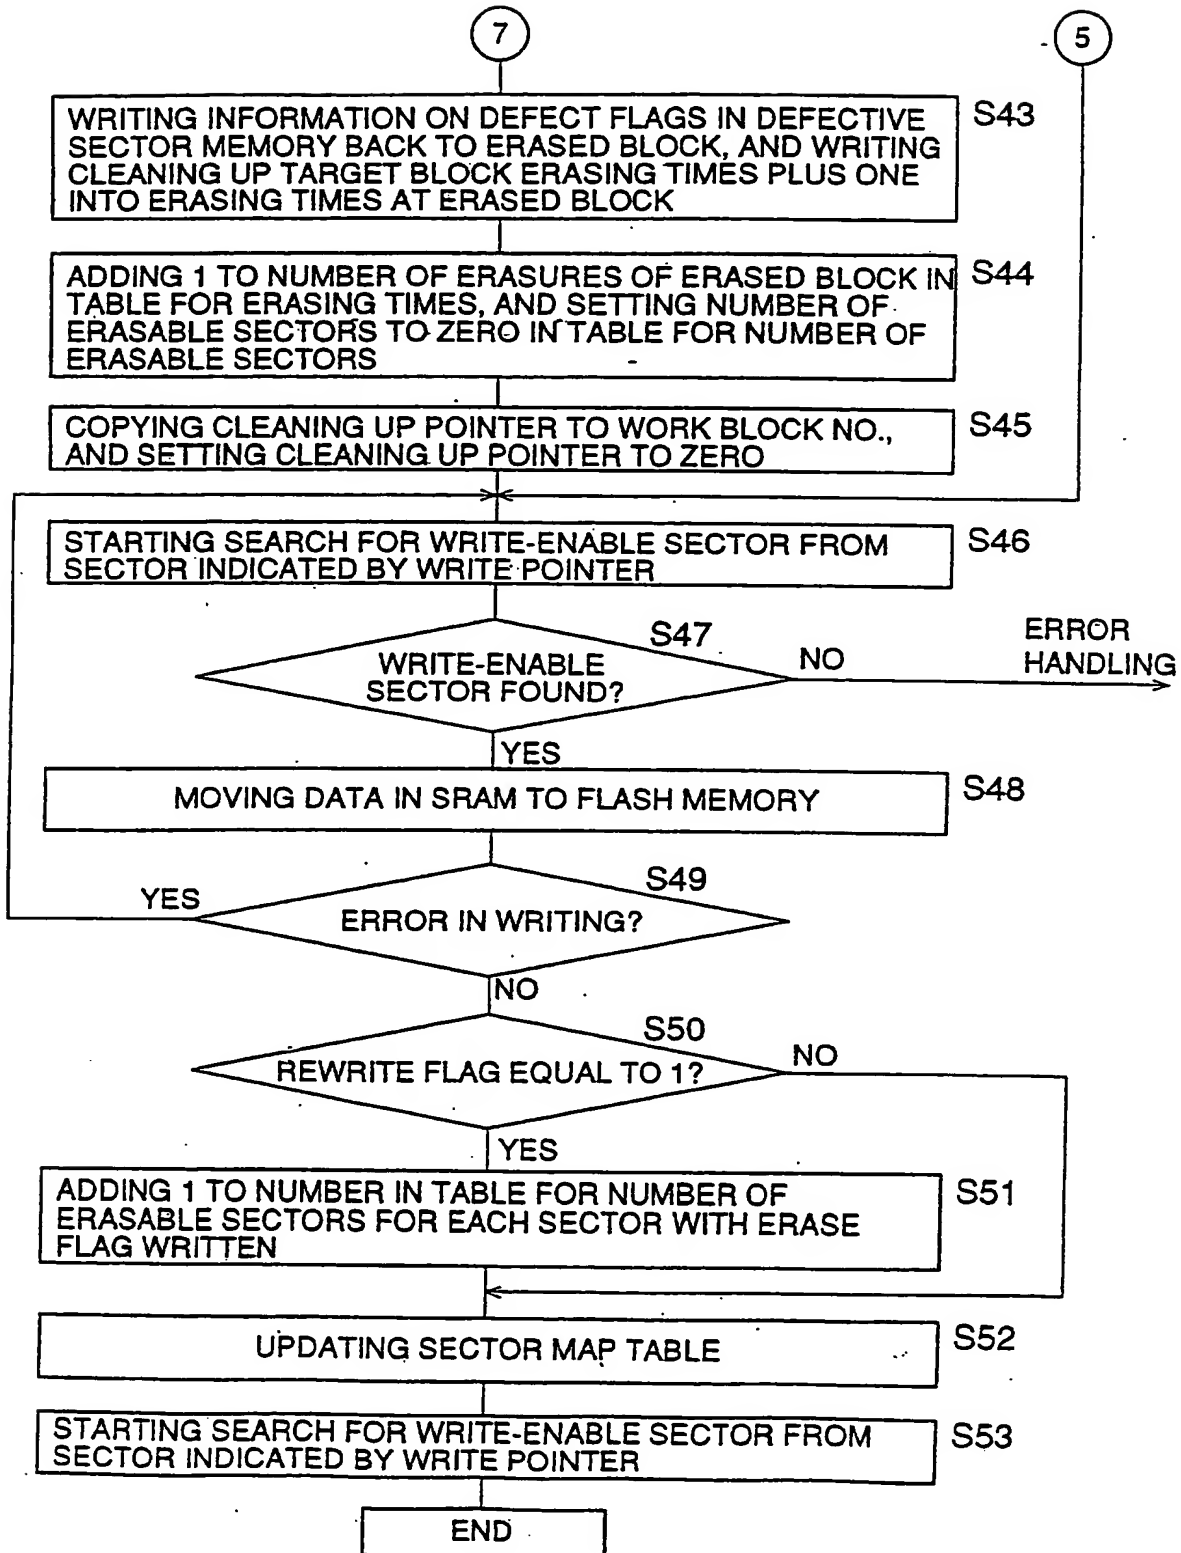 7
5
WRITING INFORMATION ON DEFECT FLAGS IN DEFECTIVE
SECTOR MEMORY BACK TO ERASED BLOCK, AND WRITING
CLEANING UP TARGET BLOCK ERASING TIMES PLUS ONE
INTO ERASING TIMES AT ERASED BLOCK
S43
ADDING 1 TO NUMBER OF ERASURES OF ERASED BLOCK IN
TABLE FOR ERASING TIMES, AND SETTING NUMBER OF
ERASABLE SECTORS TO ZERO IN TABLE FOR NUMBER OF
ERASABLE SECTORS
S44
COPYING CLEANING UP POINTER TO WORK BLOCK NO.,
AND SETTING CLEANING UP POINTER TO ZERO
S45
STARTING SEARCH FOR WRITE-ENABLE SECTOR FROM
SECTOR INDICATED BY WRITE POINTER
S46
S47
WRITE-ENABLE
SECTOR FOUND?
NO
ERROR
HANDLING
YES
MOVING DATA IN SRAM TO FLASH MEMORY
S48
S49
YES
ERROR IN WRITING?
NO
S50
REWRITE FLAG EQUAL TO 1?
NO
YES
ADDING 1 TO NUMBER IN TABLE FOR NUMBER OF
ERASABLE SECTORS FOR EACH SECTOR WITH ERASE
FLAG WRITTEN
S51
UPDATING SECTOR MAP TABLE
S52
STARTING SEARCH FOR WRITE-ENABLE SECTOR FROM
SECTOR INDICATED BY WRITE POINTER
S53
END